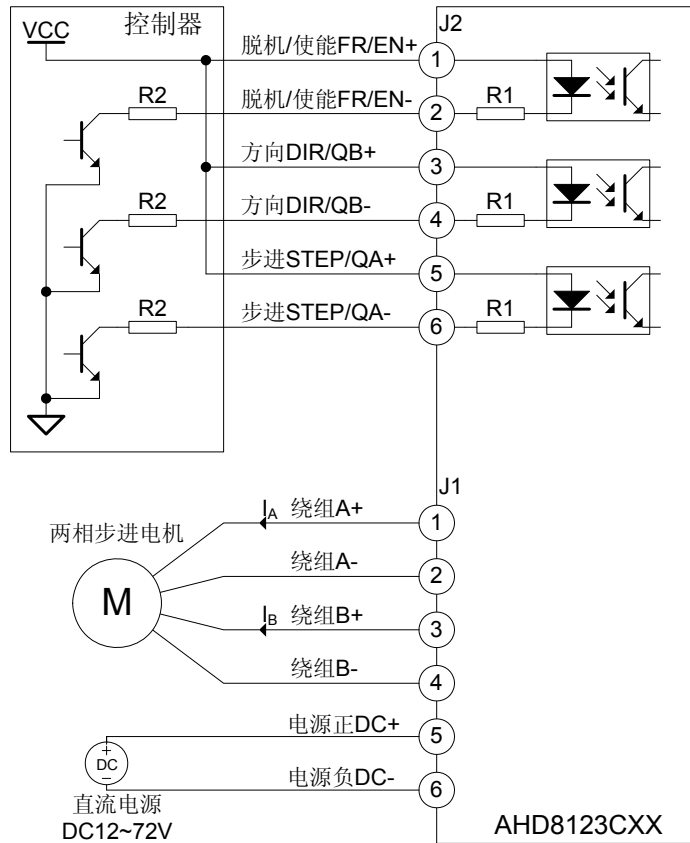 控制器
J2
VCC
脱机/使能FR/EN+
1
R2
脱机/使能FR/EN-
2
R1
方向DIR/QB+
3
R2
方向DIR/QB-
4
R1
步进STEP/QA+
5
R2
步进STEP/QA-
6
R1
J1
两相步进电机
M
IA 绕组A+
1
绕组A-
2
IB 绕组B+
3
绕组B-
4
电源正DC+
5
+
DC
-
电源负DC-
6
直流电源
DC12~72V
AHD8123CXX